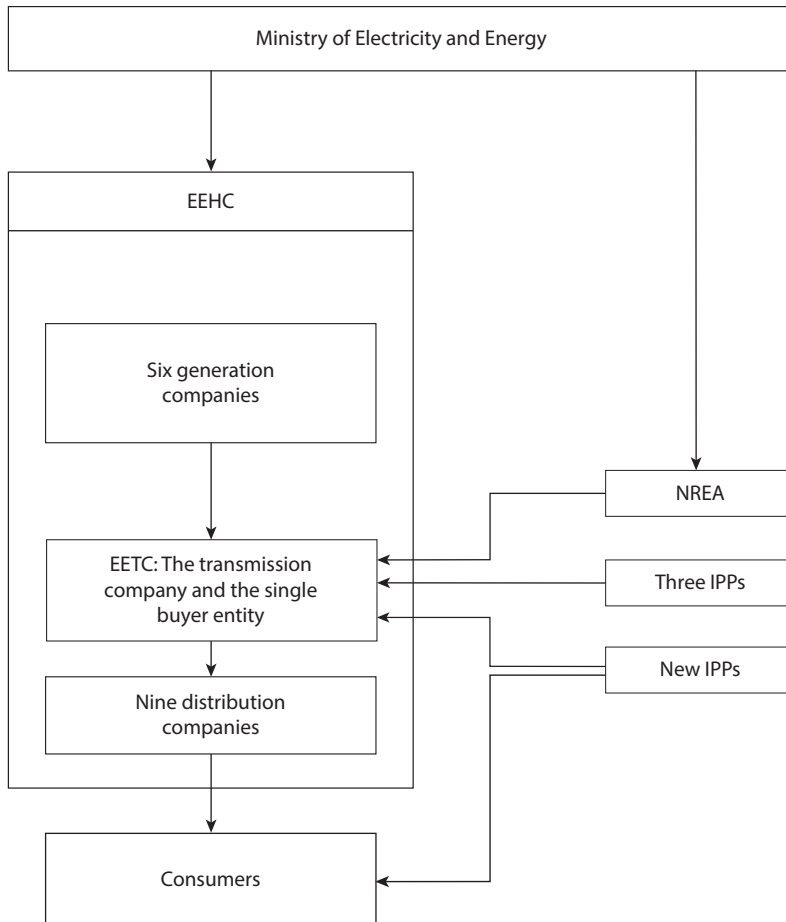 Ministry of Electricity and Energy
EEHC
Six generation
companies
NREA
EETC: The transmission
company and the single
buyer entity
Three IPPs
New IPPs
Nine distribution
companies
Consumers